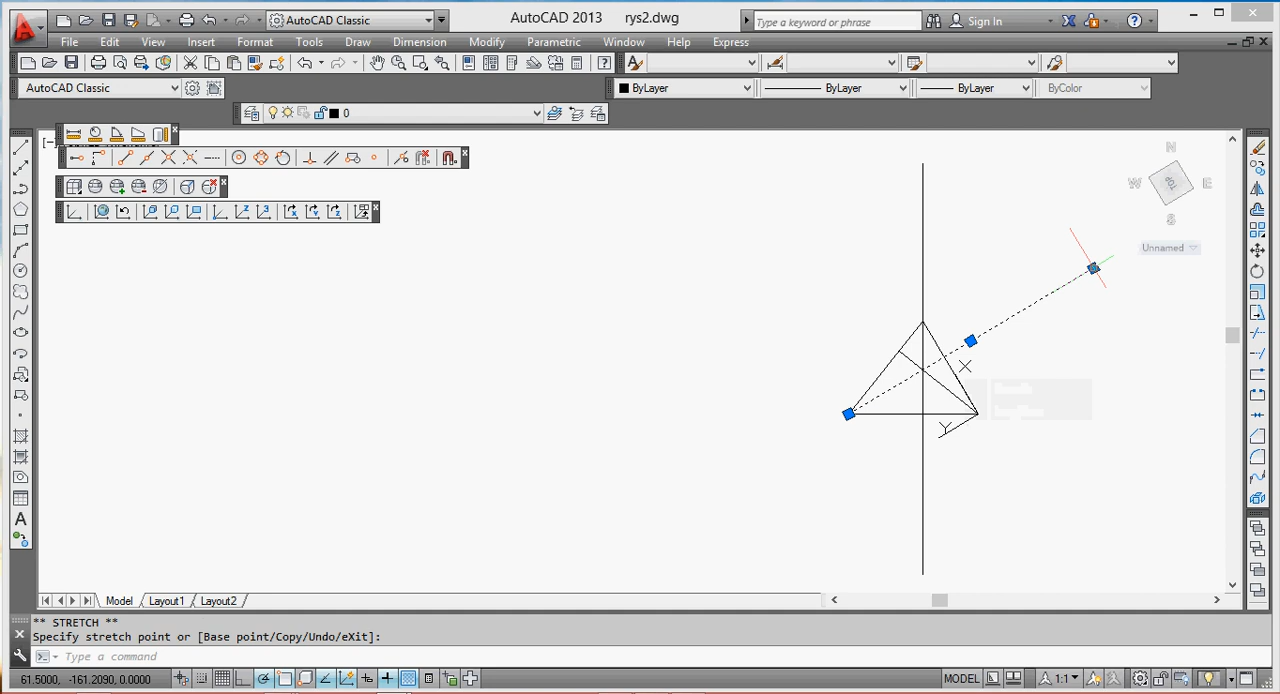 AutoCAD Classic
AutoCAD 2013 rys2.dwg
Type a keyword or phrase
Sign In
File Edit View Insert Format Tools Draw Dimension Modify Parametric Window Help Express
AutoCAD Classic
ByLayer
ByLayer
ByLayer
ByColor
0
N
W
E
S
TOP
Unnamed
X
Y
Model Layout1 Layout2
** STRETCH **
Specify stretch point or [Base point/Copy/Undo/eXit]:
Type a command
61.5000, -161.2090, 0.0000
MODEL
1:1